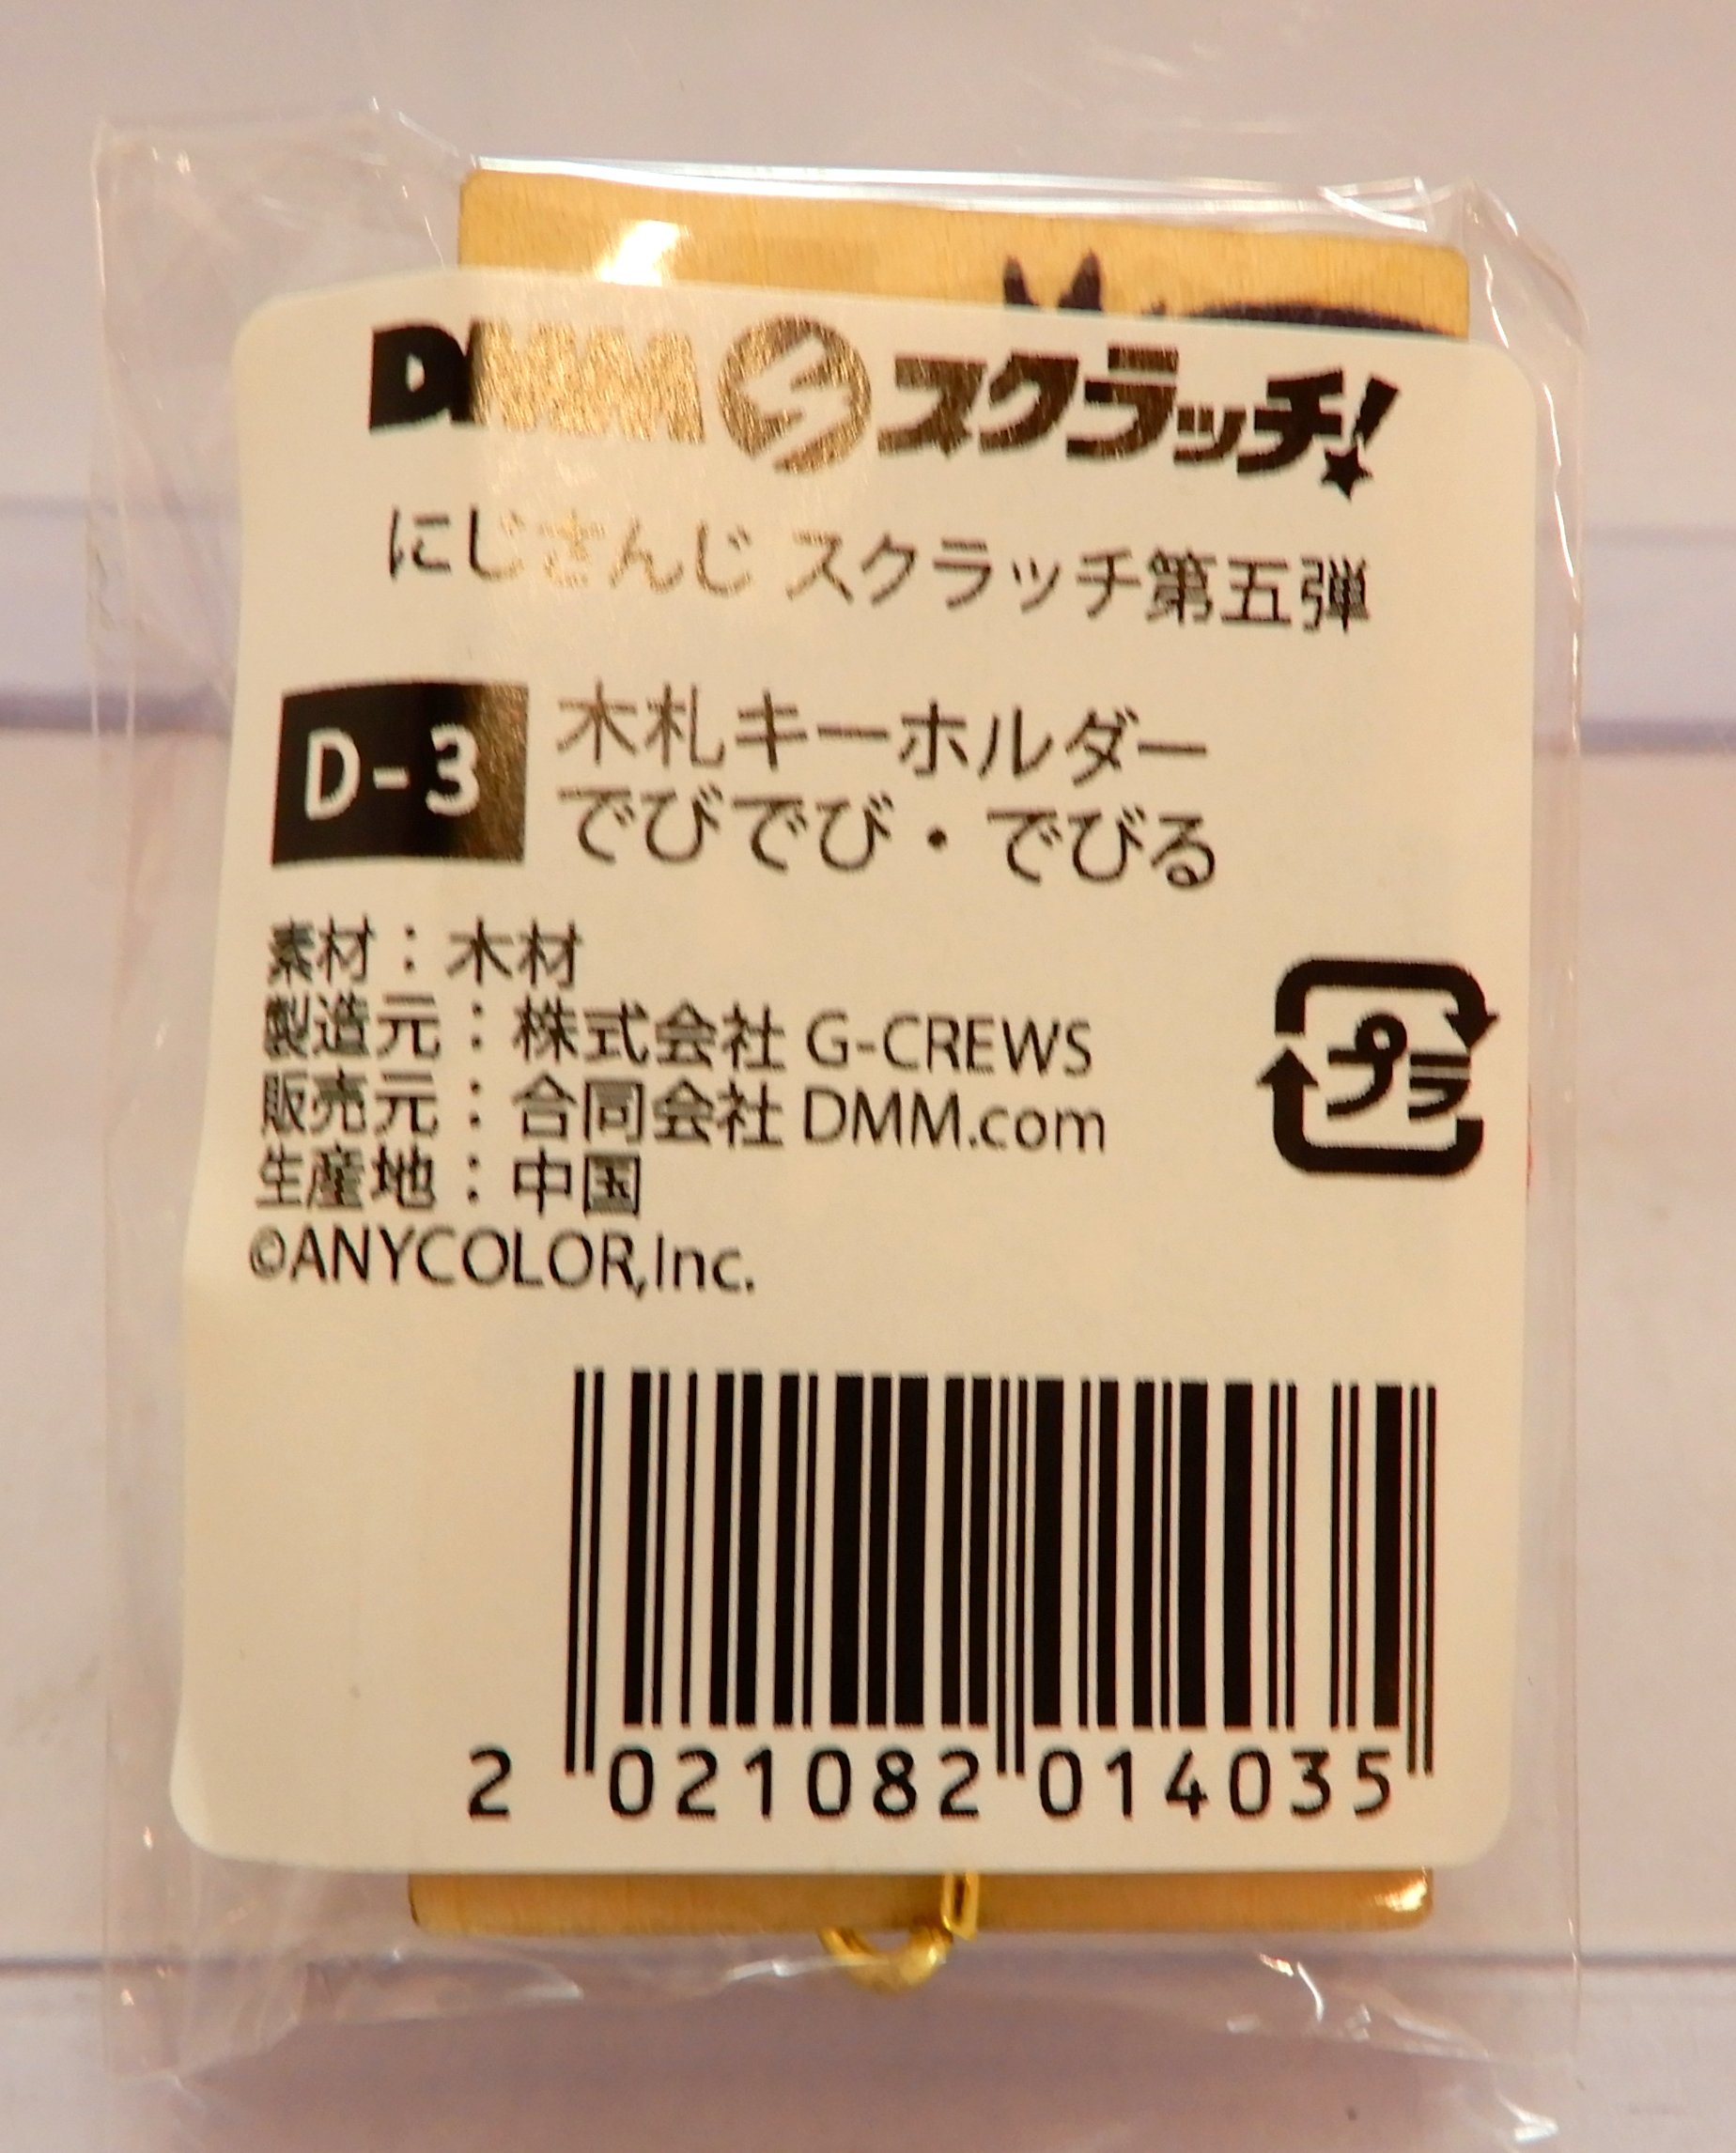 DMM スクラッチ!
にじさんじ スクラッチ第五弾
D-3
木札キーホルダー
でびでび・でびる
素材：木材
製造元：株式会社 G-CREWS
販売元：合同会社 DMM.com
生産地：中国
©ANYCOLOR,Inc.
プラ
2 021082 014035